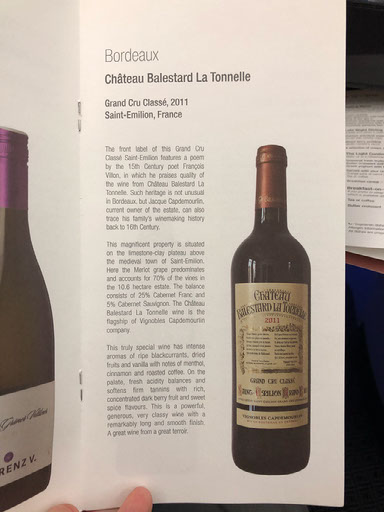 Bordeaux
Château Balestard La Tonnelle
Grand Cru Classé, 2011
Saint-Emilion, France
The front label of this Grand Cru
Classé Saint-Emilion features a poem
by the 15th Century poet François
Villon, in which he praises quality of
the wine from Château Balestard La
Tonnelle. Such heritage is not unusual
in Bordeaux, but Jacque Capdemourlin,
current owner of the estate, can also
trace his family's winemaking history
back to 16th Century.
This magnificent property is situated
on the limestone-clay plateau above
the medieval town of Saint-Emilion.
Here the Merlot grape predominates
and accounts for 70% of the vines in
the 10.6 hectare estate. The balance
consists of 25% Cabernet Franc and
5% Cabernet Sauvignon. The Château
Balestard La Tonnelle wine is the
flagship of Vignobles Capdemourlin
company.
This truly special wine has intense
aromas of ripe blackcurrants, dried
fruits and vanilla with notes of menthol,
cinnamon and roasted coffee. On the
palate, fresh acidity balances and
softens firm tannins with rich,
concentrated dark berry fruit and sweet
spice flavours. This is a powerful,
generous, very classy wine with a
remarkably long and smooth finish.
A great wine from a great terroir.
CHATEAU
BALESTARD LA TONNELLE
2011
GRAND CRU CLASSÉ
Saint-Emilion Grand Cru
VIGNOBLES CAPDEMOURLIN
RENZ V.